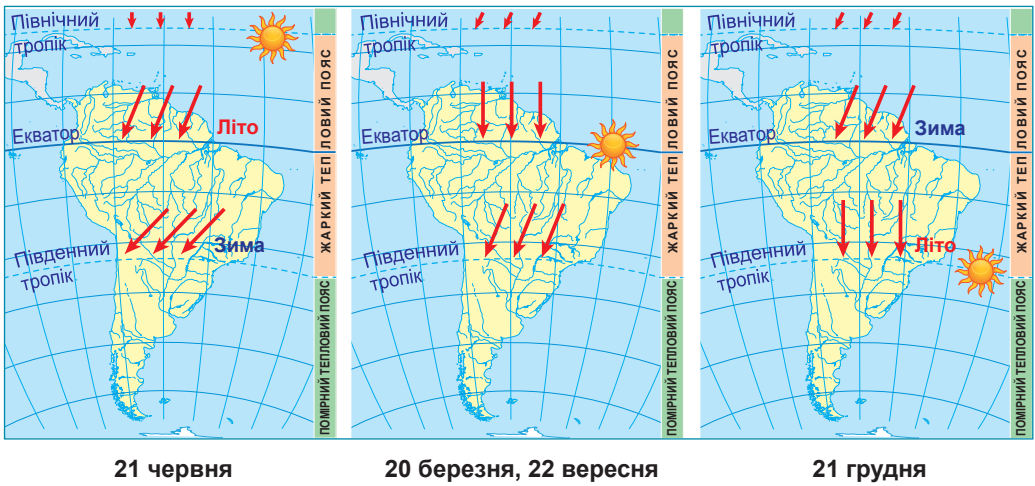 Північний
тропік
Літо
Екватор
Зима
Південний
тропік
ЖАРКИЙ ТЕПЛОВИЙ ПОЯС
ПОМІРНИЙ ТЕПЛОВИЙ ПОЯС
21 червня
Північний
тропік
Екватор
Південний
тропік
ЖАРКИЙ ТЕПЛОВИЙ ПОЯС
ПОМІРНИЙ ТЕПЛОВИЙ ПОЯС
20 березня, 22 вересня
Північний
тропік
Екватор
Зима
Літо
Південний
тропік
ЖАРКИЙ ТЕПЛОВИЙ ПОЯС
ПОМІРНИЙ ТЕПЛОВИЙ ПОЯС
21 грудня